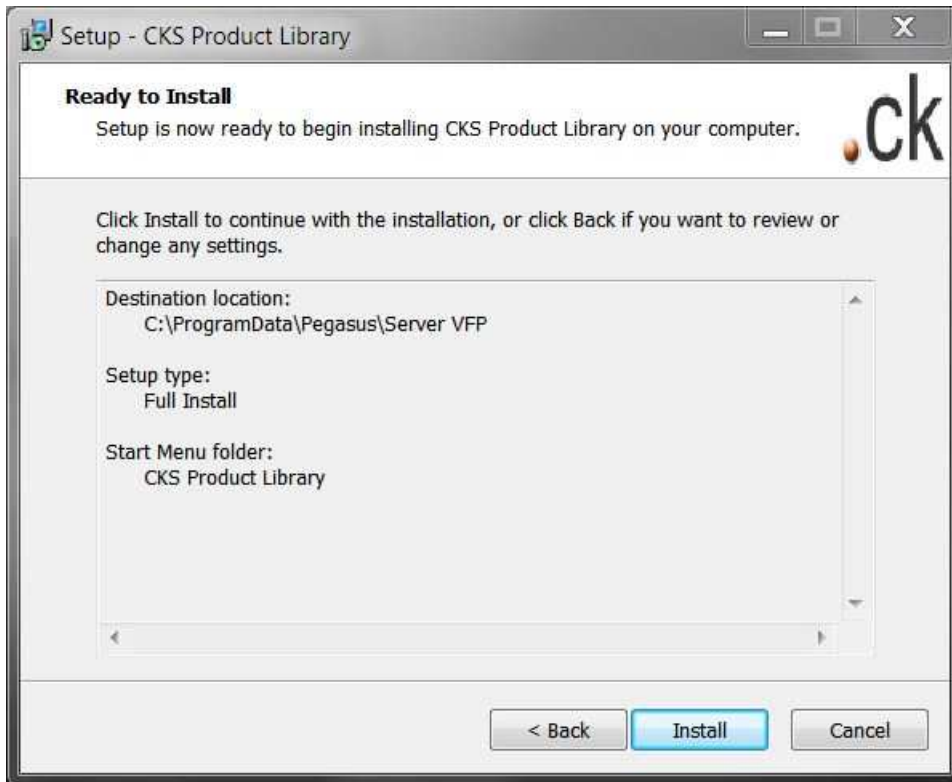 Setup - CKS Product Library
Ready to Install
Setup is now ready to begin installing CKS Product Library on your computer.
.ck
Click Install to continue with the installation, or click Back if you want to review or
change any settings.
Destination location:
C:\ProgramData\Pegasus\Server VFP
Setup type:
Full Install
Start Menu folder:
CKS Product Library
< Back
Install
Cancel